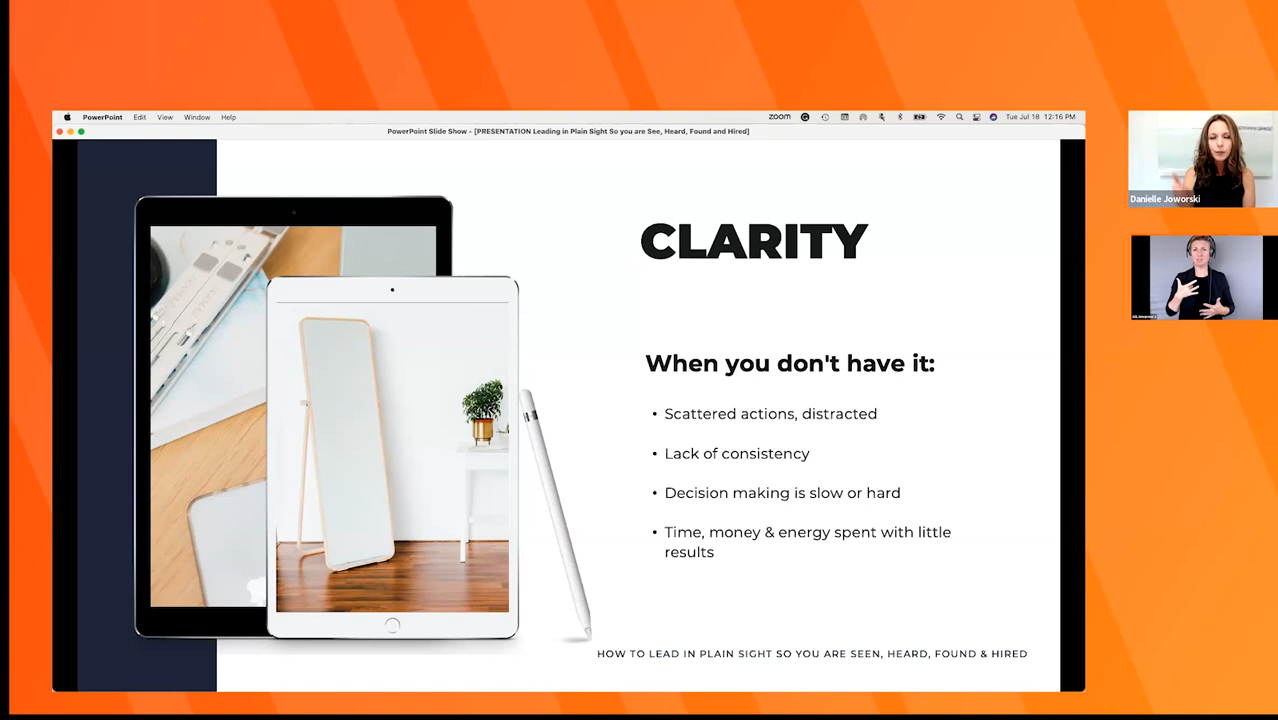 PowerPoint Edit View Window Help
zoom Tue Jul 18 12:16 PM
PowerPoint Slide Show - [PRESENTATION Leading in Plain Sight So you are See, Heard, Found and Hired]
CLARITY
When you don't have it:
• Scattered actions, distracted
• Lack of consistency
• Decision making is slow or hard
• Time, money & energy spent with little
results
HOW TO LEAD IN PLAIN SIGHT SO YOU ARE SEEN, HEARD, FOUND & HIRED
Danielle Joworski